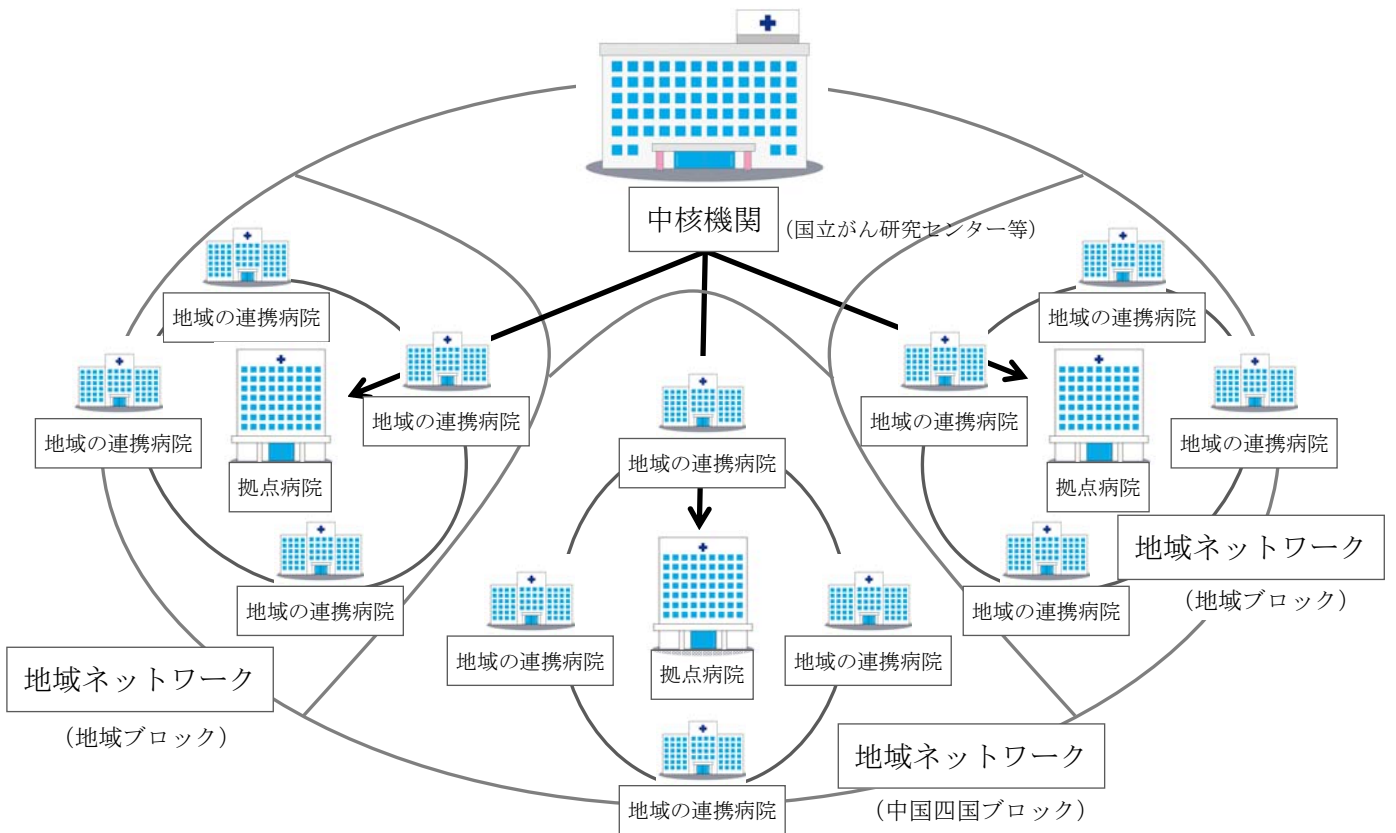 中核機関
（国立がん研究センター等）
地域の連携病院
地域の連携病院
地域の連携病院
地域の連携病院
拠点病院
地域の連携病院
地域ネットワーク
（地域ブロック）
地域の連携病院
地域の連携病院
地域の連携病院
拠点病院
地域の連携病院
地域ネットワーク
（中国四国ブロック）
地域の連携病院
地域の連携病院
地域の連携病院
拠点病院
地域の連携病院
地域ネットワーク
（地域ブロック）